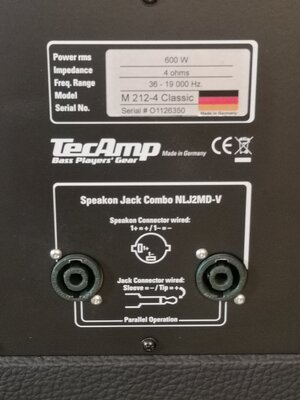 Power rms 600 W
Impedance 4 ohms
Freq. Range 36 - 19 000 Hz.
Model M 212-4 Classic
Serial No. Serial # O1126350
Made in Germany
TecAmp Made in Germany CE
Bass Players' Gear
Speakon Jack Combo NLJ2MD-V
Speakon Connector wired:
1+ = + / 1– = –
1+
1-
Jack Connector wired:
Sleeve = – / Tip = +
Parallel Operation